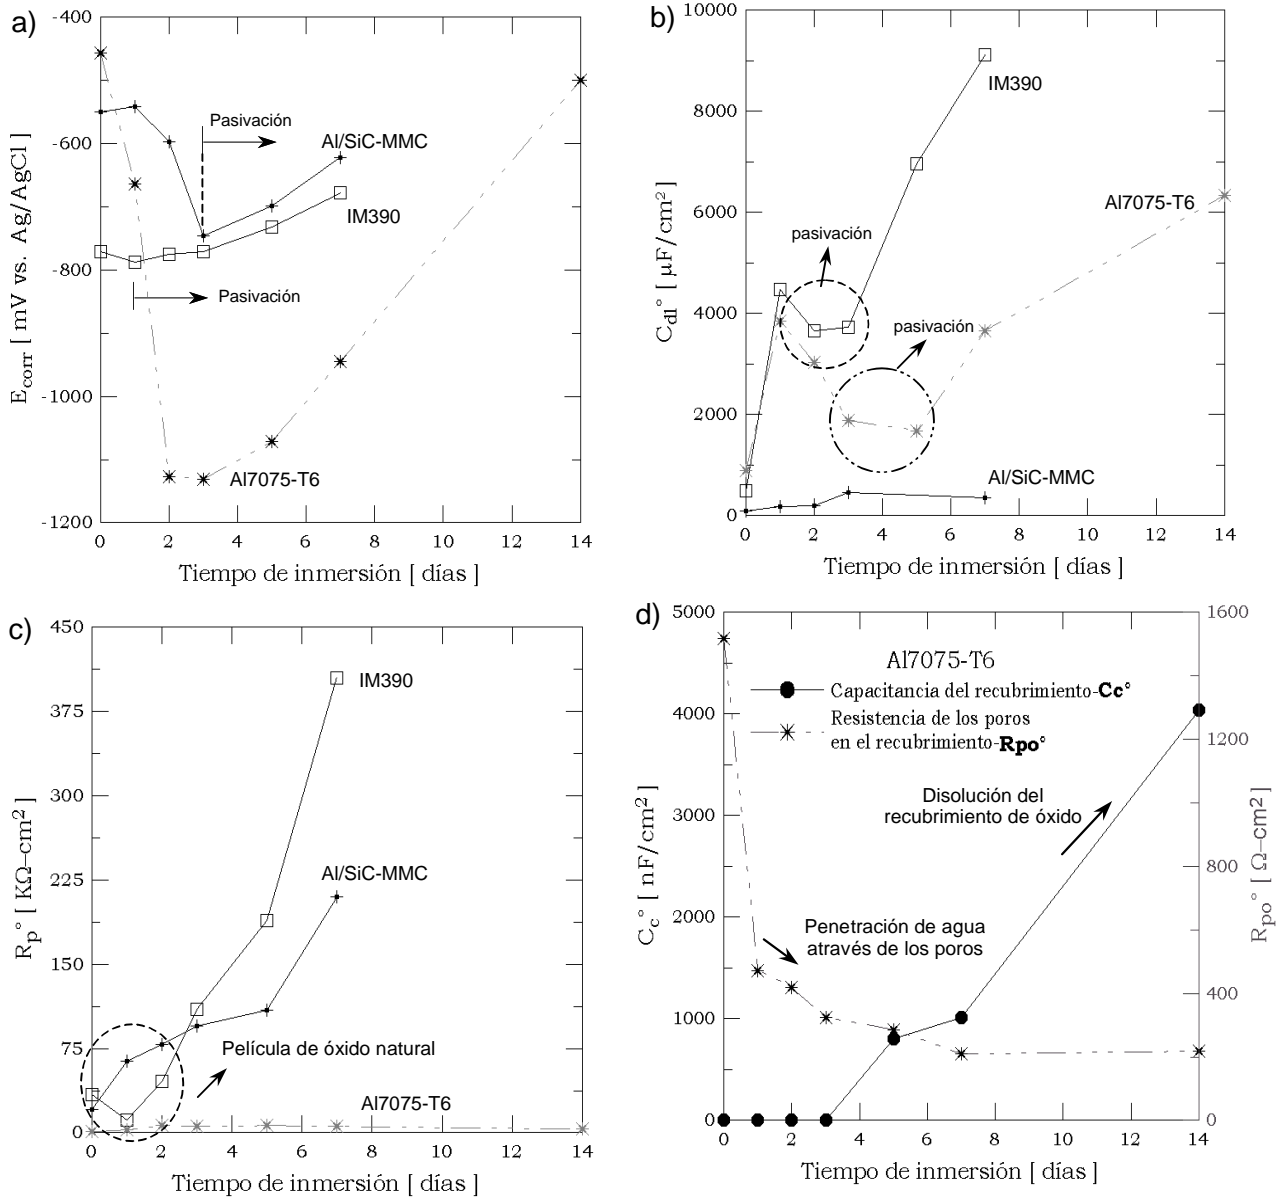 a)
-400
-600
-800
-1000
-1200
E_corr [ mV vs. Ag/AgCl ]
Pasivación
Al/SiC-MMC
IM390
Pasivación
Al7075-T6
0 2 4 6 8 10 12 14
Tiempo de inmersión [ días ]
b)
10000
8000
6000
4000
2000
0
C_dl° [ µF/cm² ]
IM390
Al7075-T6
pasivación
pasivación
Al/SiC-MMC
0 2 4 6 8 10 12 14
Tiempo de inmersión [ días ]
c)
450
375
300
225
150
75
0
R_p° [ KΩ–cm² ]
IM390
Al/SiC-MMC
Película de óxido natural
Al7075-T6
0 2 4 6 8 10 12 14
Tiempo de inmersión [ días ]
d)
5000
4000
3000
2000
1000
0
C_c° [ nF/cm² ]
Al7075-T6
Capacitancia del recubrimiento-Cc°
Resistencia de los poros
en el recubrimiento-Rpo°
Disolución del
recubrimiento de óxido
Penetración de agua
através de los poros
1600
1200
800
400
0
Rpo° [ Ω–cm² ]
0 2 4 6 8 10 12 14
Tiempo de inmersión [ días ]